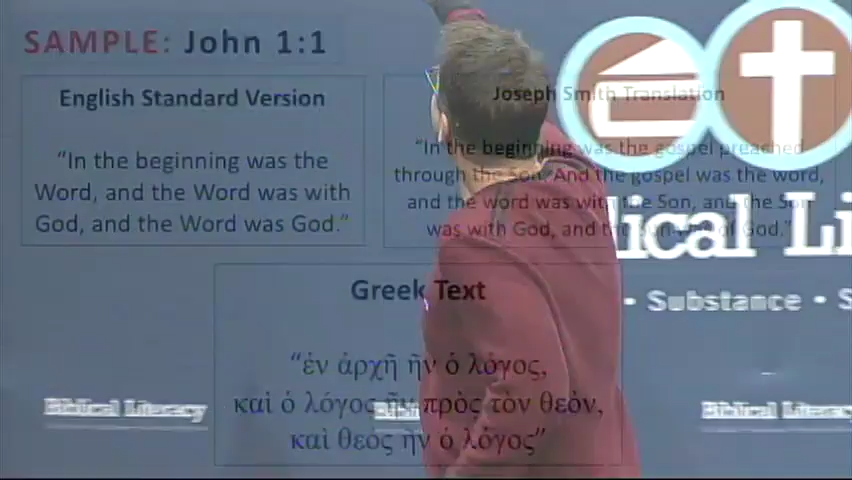 SAMPLE: John 1:1
English Standard Version
“In the beginning was the
Word, and the Word was with
God, and the Word was God.”
Joseph Smith Translation
“In the beginning was the gospel preached
through the Son. And the gospel was the word,
and the word was with the Son, and the Son
was with God, and the Son was of God.”
Greek Text
“ἐν ἀρχῆ ἦν ὁ λόγος,
καὶ ὁ λόγος ἦν πρὸς τὸν θεὸν,
καὶ θεος ἦν ὁ λόγος”
ical Li
• Substance • S
Biblical Literacy
Biblical Literacy